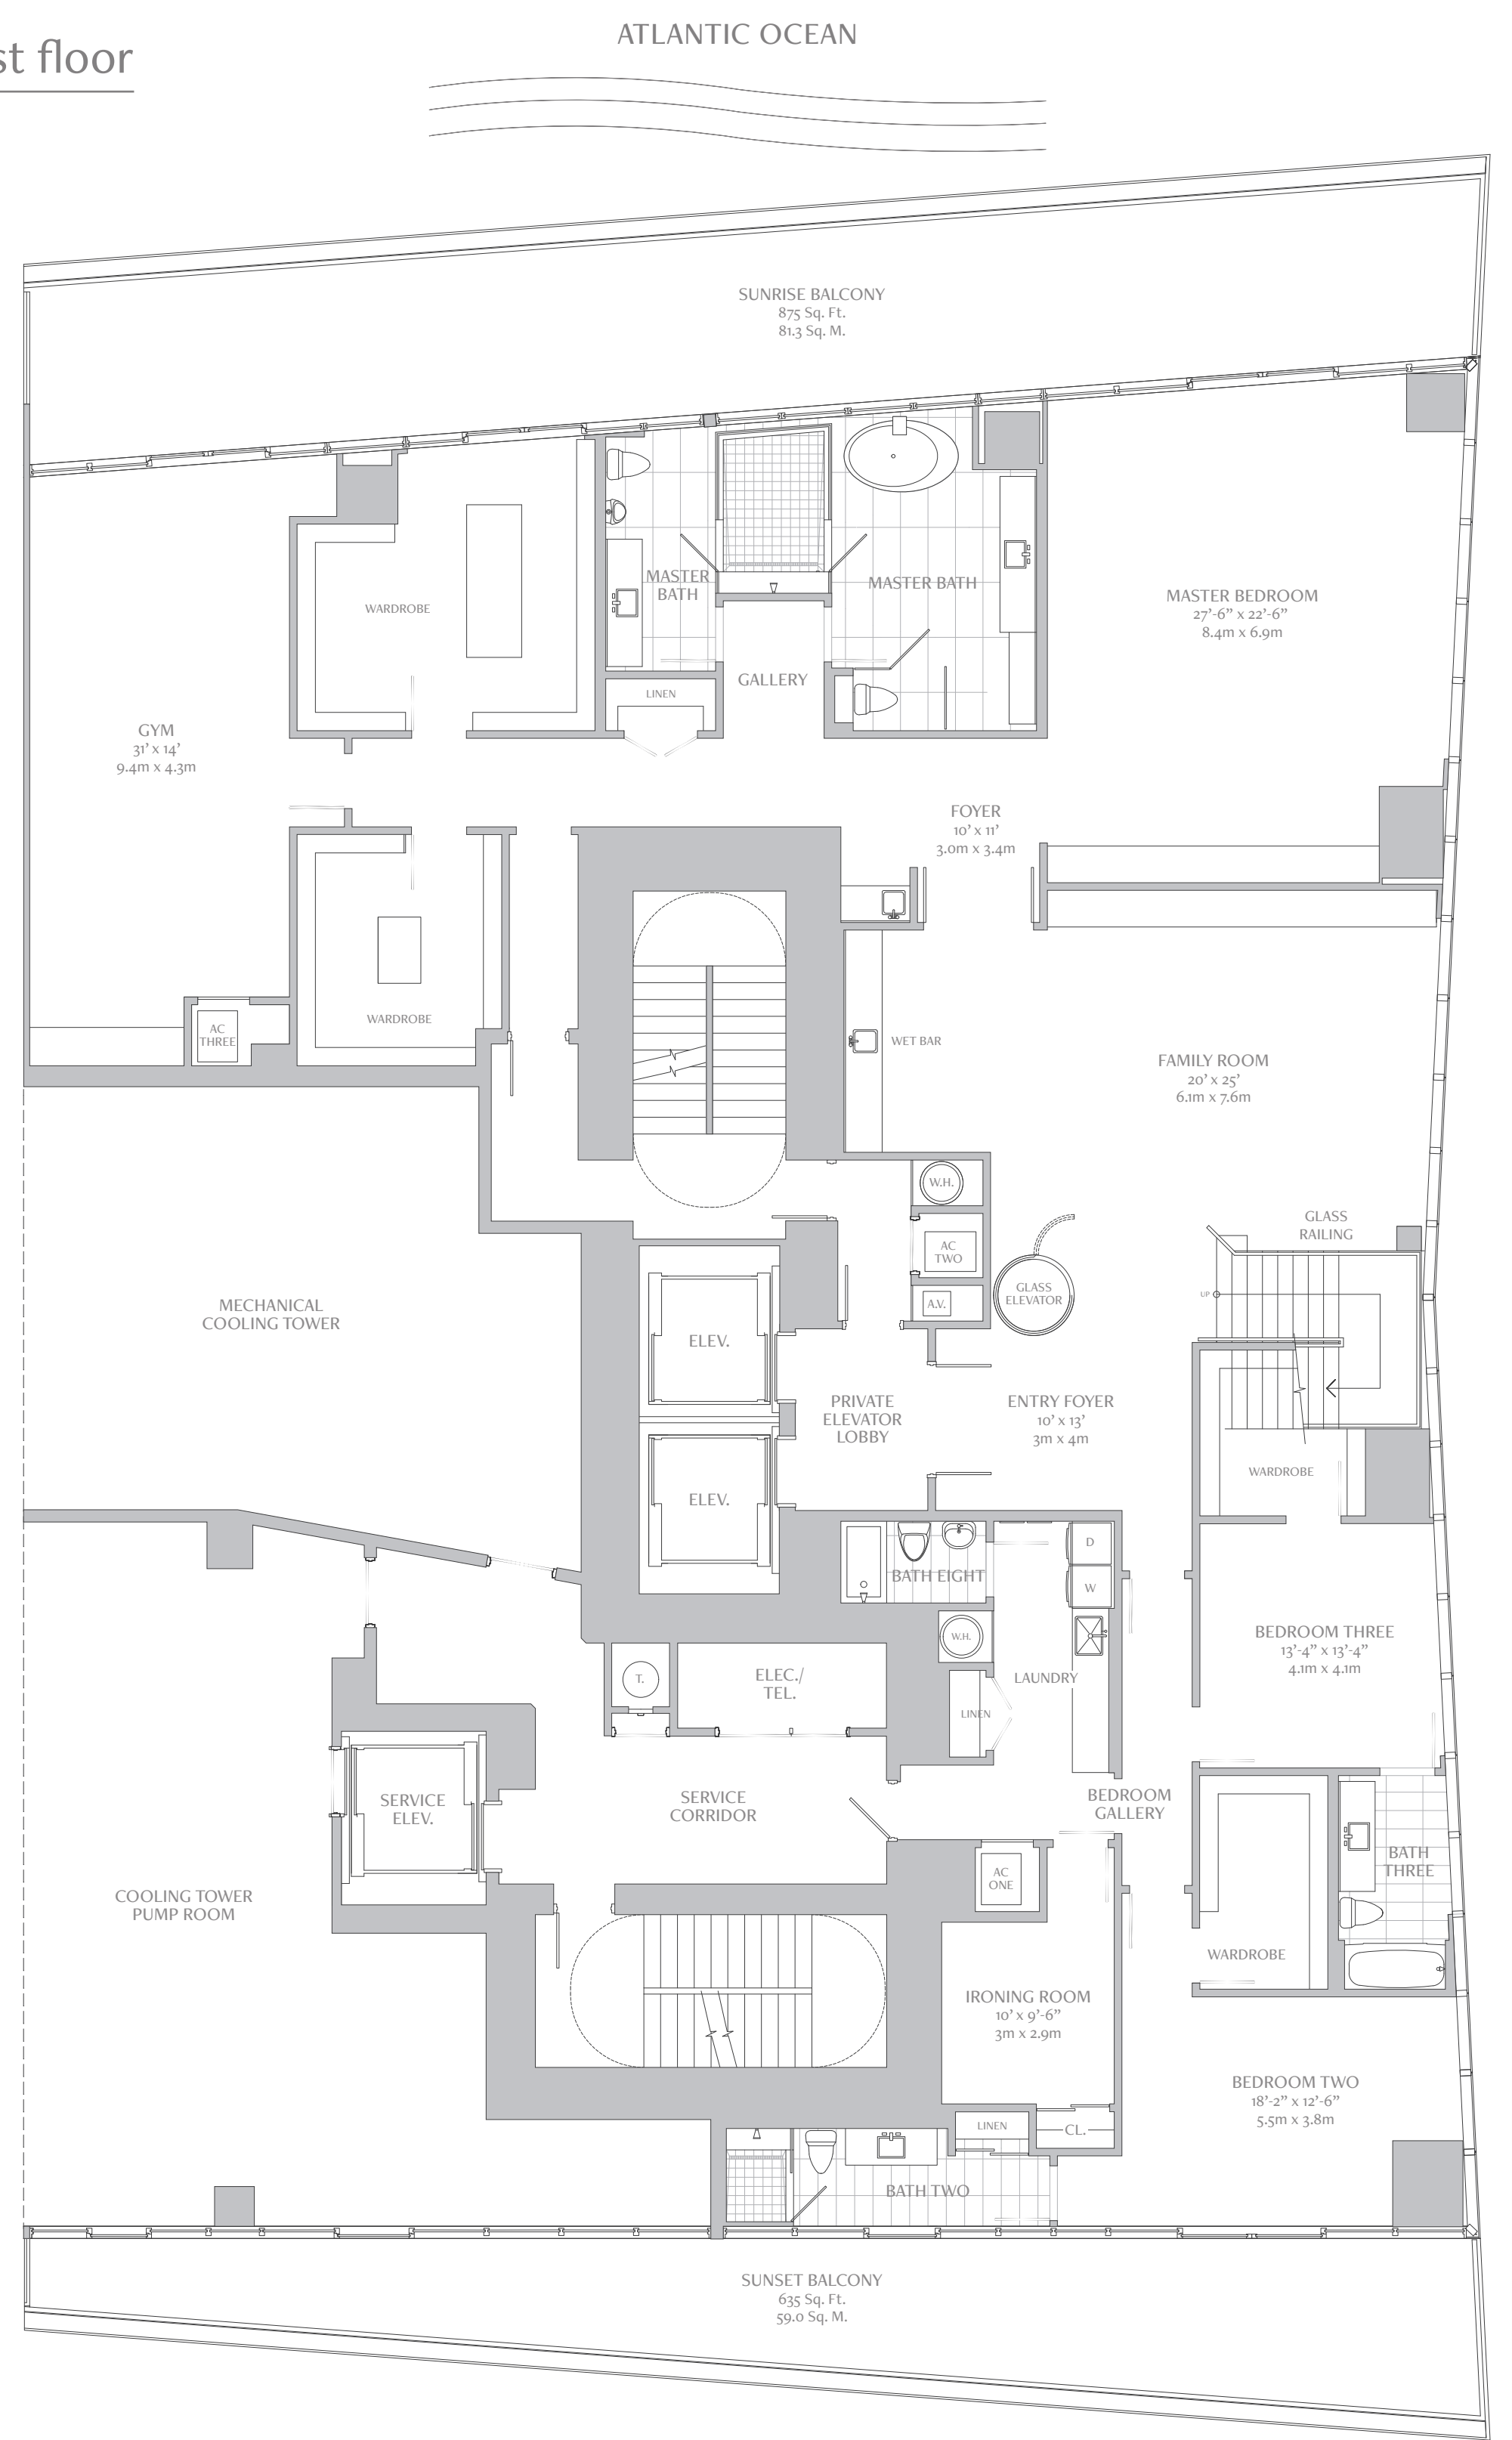 ATLANTIC OCEAN
st floor
SUNRISE BALCONY
875 Sq. Ft.
81.3 Sq. M.
MASTER
BATH
MASTER BATH
MASTER BEDROOM
27'-6” x 22'-6”
8.4m x 6.9m
WARDROBE
GALLERY
LINEN
GYM
31' x 14'
9.4m x 4.3m
FOYER
10' x 11'
3.0m x 3.4m
WARDROBE
AC
THREE
WET BAR
FAMILY ROOM
20' x 25'
6.1m x 7.6m
W.H.
AC
TWO
A.V.
GLASS
ELEVATOR
GLASS
RAILING
UP
MECHANICAL
COOLING TOWER
ELEV.
PRIVATE
ELEVATOR
LOBBY
ENTRY FOYER
10' x 13'
3m x 4m
WARDROBE
ELEV.
BATH EIGHT
D
W
W.H.
BEDROOM THREE
13'-4” x 13'-4”
4.1m x 4.1m
T.
ELEC./
TEL.
LAUNDRY
LINEN
SERVICE
ELEV.
SERVICE
CORRIDOR
BEDROOM
GALLERY
AC
ONE
BATH
THREE
COOLING TOWER
PUMP ROOM
WARDROBE
IRONING ROOM
10' x 9'-6”
3m x 2.9m
BEDROOM TWO
18'-2” x 12'-6”
5.5m x 3.8m
LINEN
CL.
BATH TWO
SUNSET BALCONY
635 Sq. Ft.
59.0 Sq. M.